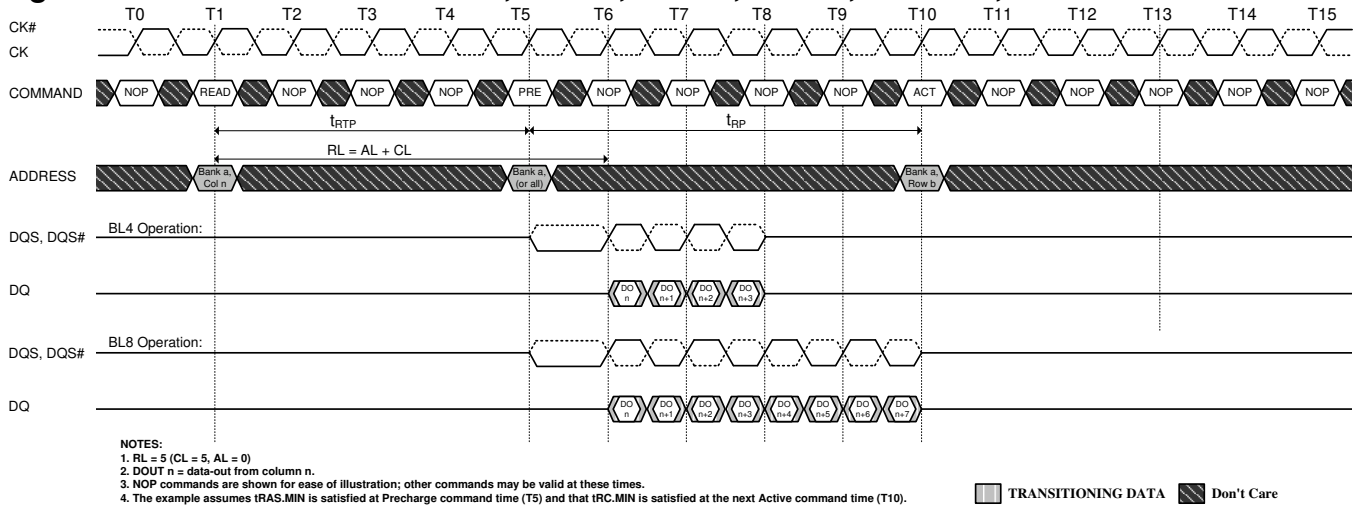 T0 T1 T2 T3 T4 T5 T6 T7 T8 T9 T10 T11 T12 T13 T14 T15
CK#
CK
COMMAND NOP READ NOP NOP NOP PRE NOP NOP NOP NOP ACT NOP NOP NOP NOP NOP
tRTP tRP
RL = AL + CL
ADDRESS
Bank a, Bank a, Bank a,
Col n (or all) Row b
BL4 Operation:
DQS, DQS#
DQ
DO DO DO DO
n n+1 n+2 n+3
BL8 Operation:
DQS, DQS#
DQ
DO DO DO DO DO DO DO DO
n n+1 n+2 n+3 n+4 n+5 n+6 n+7
NOTES:
1. RL = 5 (CL = 5, AL = 0)
2. DOUT n = data-out from column n.
3. NOP commands are shown for ease of illustration; other commands may be valid at these times.
4. The example assumes tRAS.MIN is satisfied at Precharge command time (T5) and that tRC.MIN is satisfied at the next Active command time (T10).
TRANSITIONING DATA Don't Care